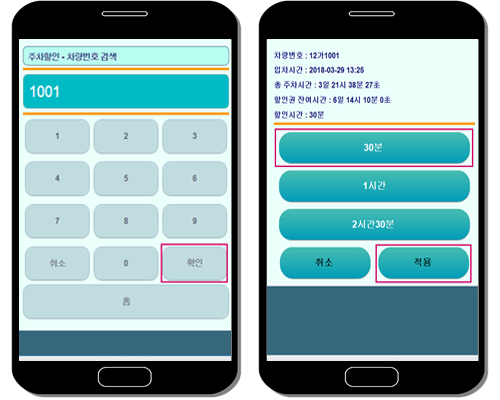 주차할인 - 차량번호 검색
1001
1 2 3
4 5 6
7 8 9
취소 0 확인
홈
차량번호 : 12가1001
입차시간 : 2018-03-29 13:25
총 주차시간 : 3일 21시 38분 27초
할인권 잔여시간 : 6일 14시 10분 0초
할인시간 : 30분
30분
1시간
2시간30분
취소 적용